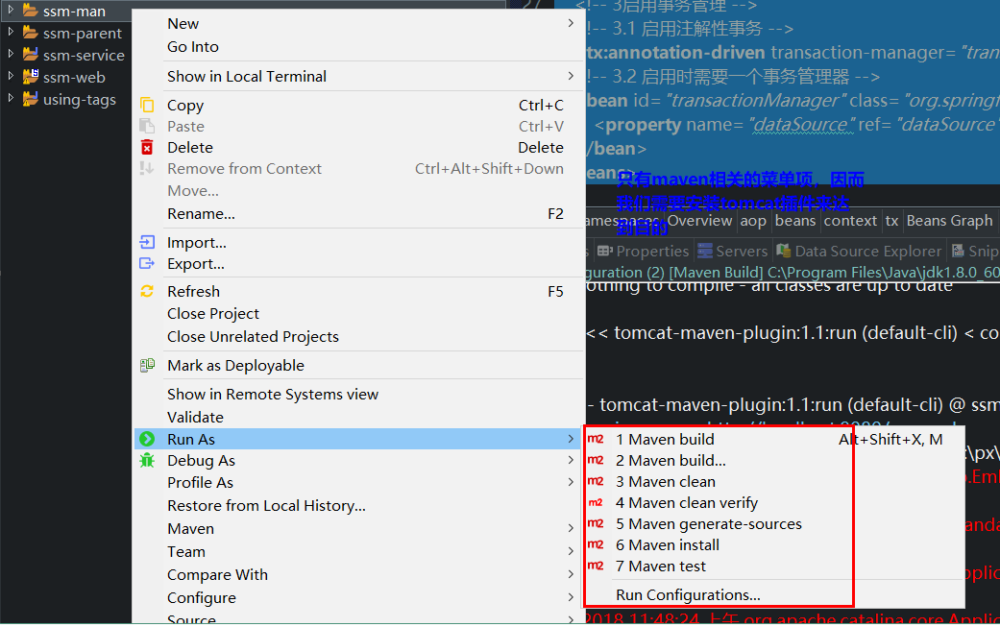 ssm-man
ssm-parent
ssm-service
ssm-web
using-tags
New
Go Into
Show in Local Terminal
Copy Ctrl+C
Paste Ctrl+V
Delete Delete
Remove from Context Ctrl+Alt+Shift+Down
Move...
Rename... F2
Import...
Export...
Refresh F5
Close Project
Close Unrelated Projects
Mark as Deployable
Show in Remote Systems view
Validate
Run As
Debug As
Profile As
Restore from Local History...
Maven
Team
Compare With
Configure
Source
27 <!-- 3启用事务管理 -->
!-- 3.1 启用注解性事务 -->
tx:annotation-driven transaction-manager="tran
!-- 3.2 启用时需要一个事务管理器 -->
bean id="transactionManager" class="org.springf
<property name="dataSource" ref="dataSource"
/bean>
eans>
只有maven相关的菜单项，因而
我们需要安装tomcat插件来达
到目的
amespaces Overview aop beans context tx Beans Graph
s Properties Servers Data Source Explorer Snip
guration (2) [Maven Build] C:\Program Files\Java\jdk1.8.0_60
othing to compile - all classes are up to date
<< tomcat-maven-plugin:1.1:run (default-cli) < co
- tomcat-maven-plugin:1.1:run (default-cli) @ ssm
1 Maven build Alt+Shift+X, M
2 Maven build...
3 Maven clean
4 Maven clean verify
5 Maven generate-sources
6 Maven install
7 Maven test
Run Configurations...
:\px\
.Eml
anda
pplic
2018 11:48:24 上午 org.apache.catalina.core.Applic